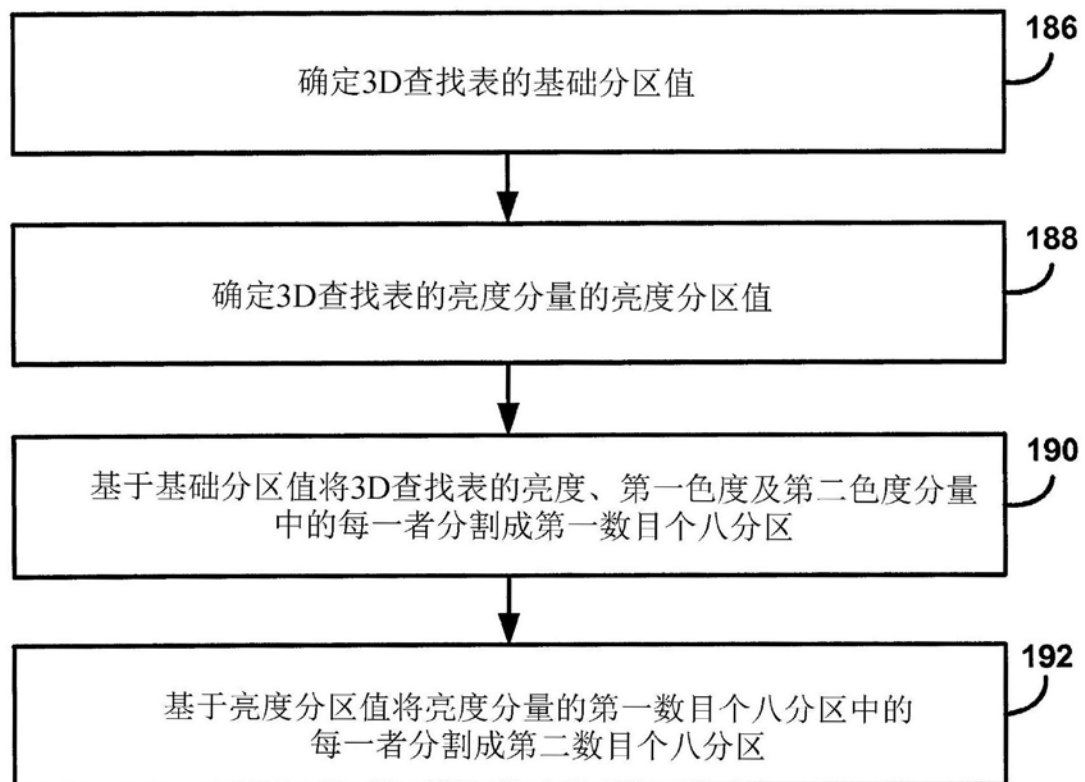 186
确定3D查找表的基础分区值
188
确定3D查找表的亮度分量的亮度分区值
190
基于基础分区值将3D查找表的亮度、第一色度及第二色度分量
中的每一者分割成第一数目个八分区
192
基于亮度分区值将亮度分量的第一数目个八分区中的
每一者分割成第二数目个八分区